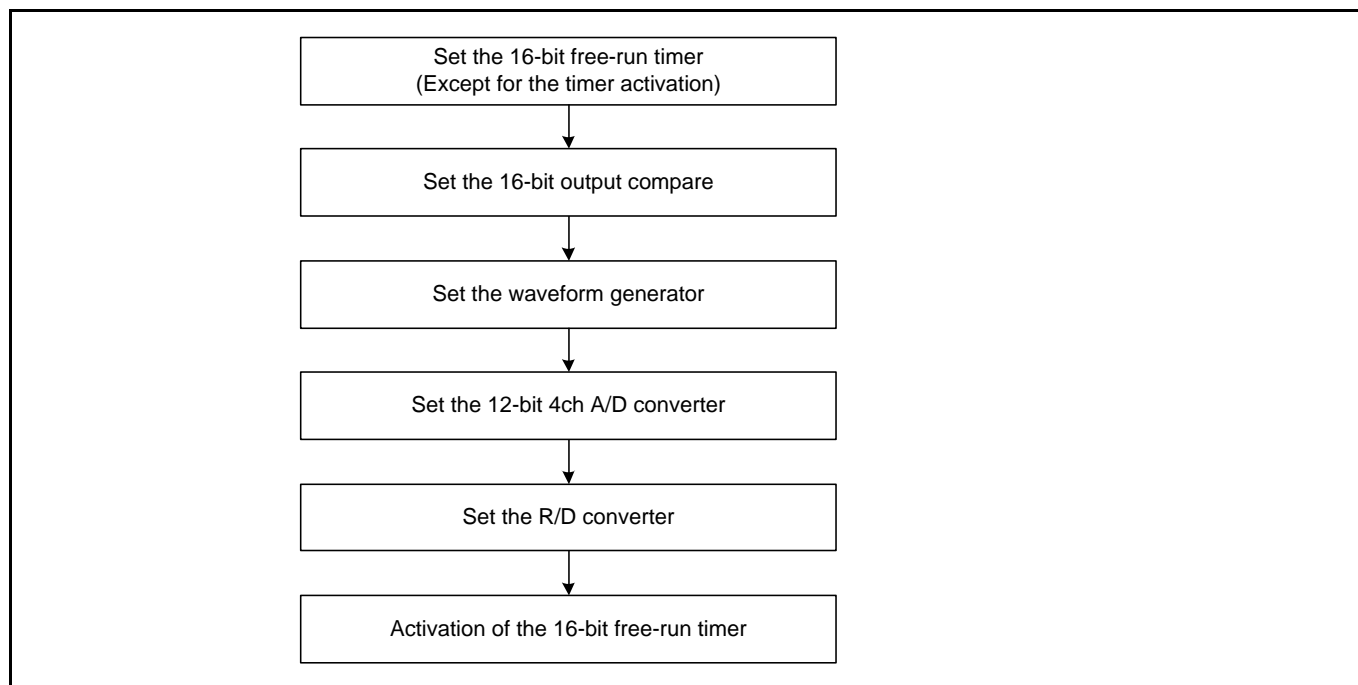 Set the 16-bit free-run timer
(Except for the timer activation)
Set the 16-bit output compare
Set the waveform generator
Set the 12-bit 4ch A/D converter
Set the R/D converter
Activation of the 16-bit free-run timer